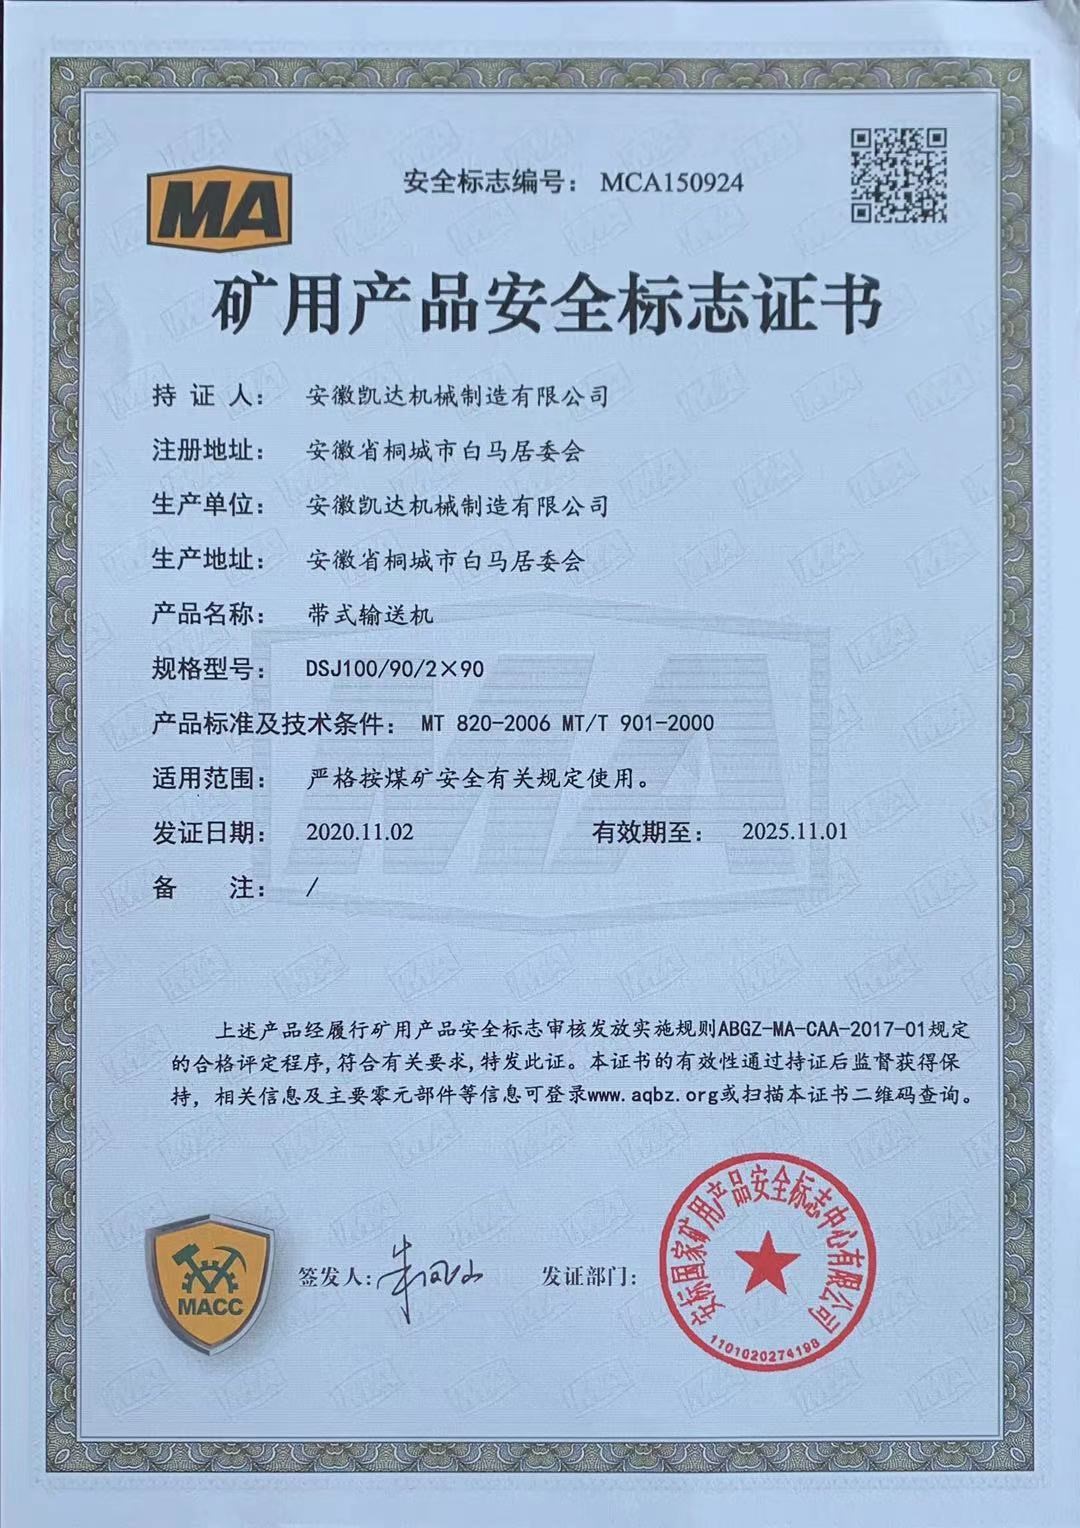 MA
安全标志编号： MCA150924
矿用产品安全标志证书
持 证 人： 安徽凯达机械制造有限公司
注册地址： 安徽省桐城市白马居委会
生产单位： 安徽凯达机械制造有限公司
生产地址： 安徽省桐城市白马居委会
产品名称： 带式输送机
规格型号： DSJ100/90/2×90
产品标准及技术条件： MT 820-2006 MT/T 901-2000
适用范围： 严格按煤矿安全有关规定使用。
发证日期： 2020.11.02 有效期至： 2025.11.01
备 注： /
上述产品经履行矿用产品安全标志审核发放实施规则ABGZ-MA-CAA-2017-01规定
的合格评定程序,符合有关要求,特发此证。本证书的有效性通过持证后监督获得保
持，相关信息及主要零元部件等信息可登录www.aqbz.org或扫描本证书二维码查询。
MACC
签发人: 发证部门:
安标国家矿用产品安全标志中心有限公司
1101020274198